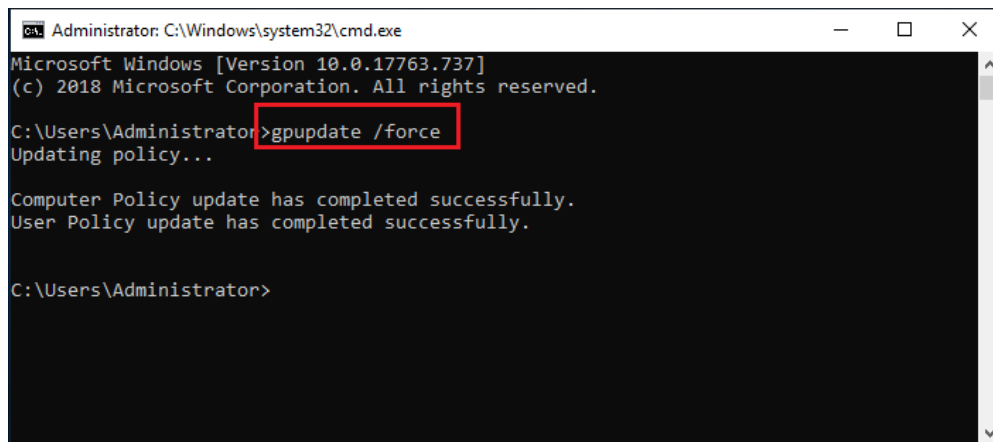 Administrator: C:\Windows\system32\cmd.exe
Microsoft Windows [Version 10.0.17763.737]
(c) 2018 Microsoft Corporation. All rights reserved.
C:\Users\Administrator>gpupdate /force
Updating policy...
Computer Policy update has completed successfully.
User Policy update has completed successfully.
C:\Users\Administrator>